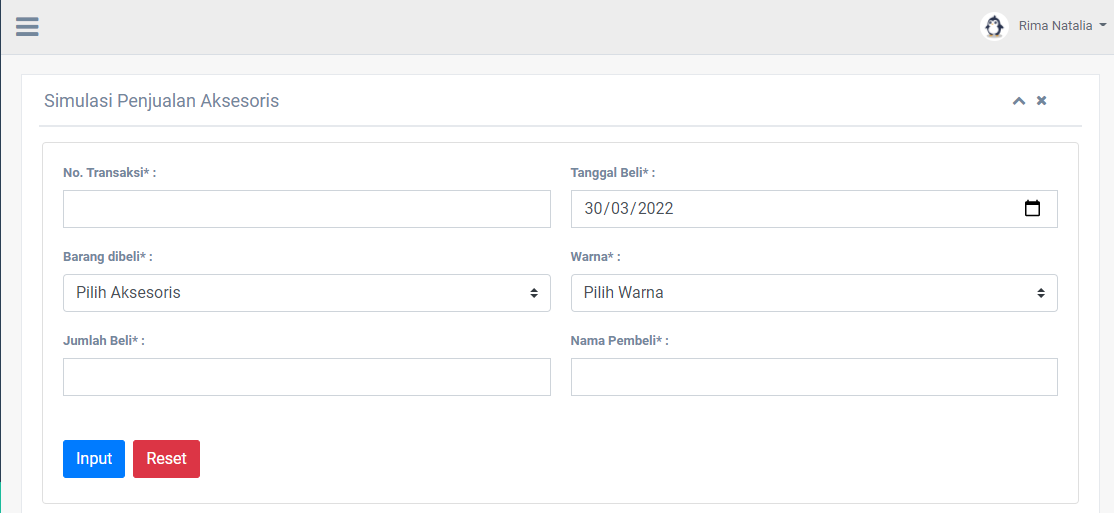 Rima Natalia
Simulasi Penjualan Aksesoris
No. Transaksi* :
Tanggal Beli* :
30/03/2022
Barang dibeli* :
Warna* :
Pilih Aksesoris
Pilih Warna
Jumlah Beli* :
Nama Pembeli* :
Input
Reset